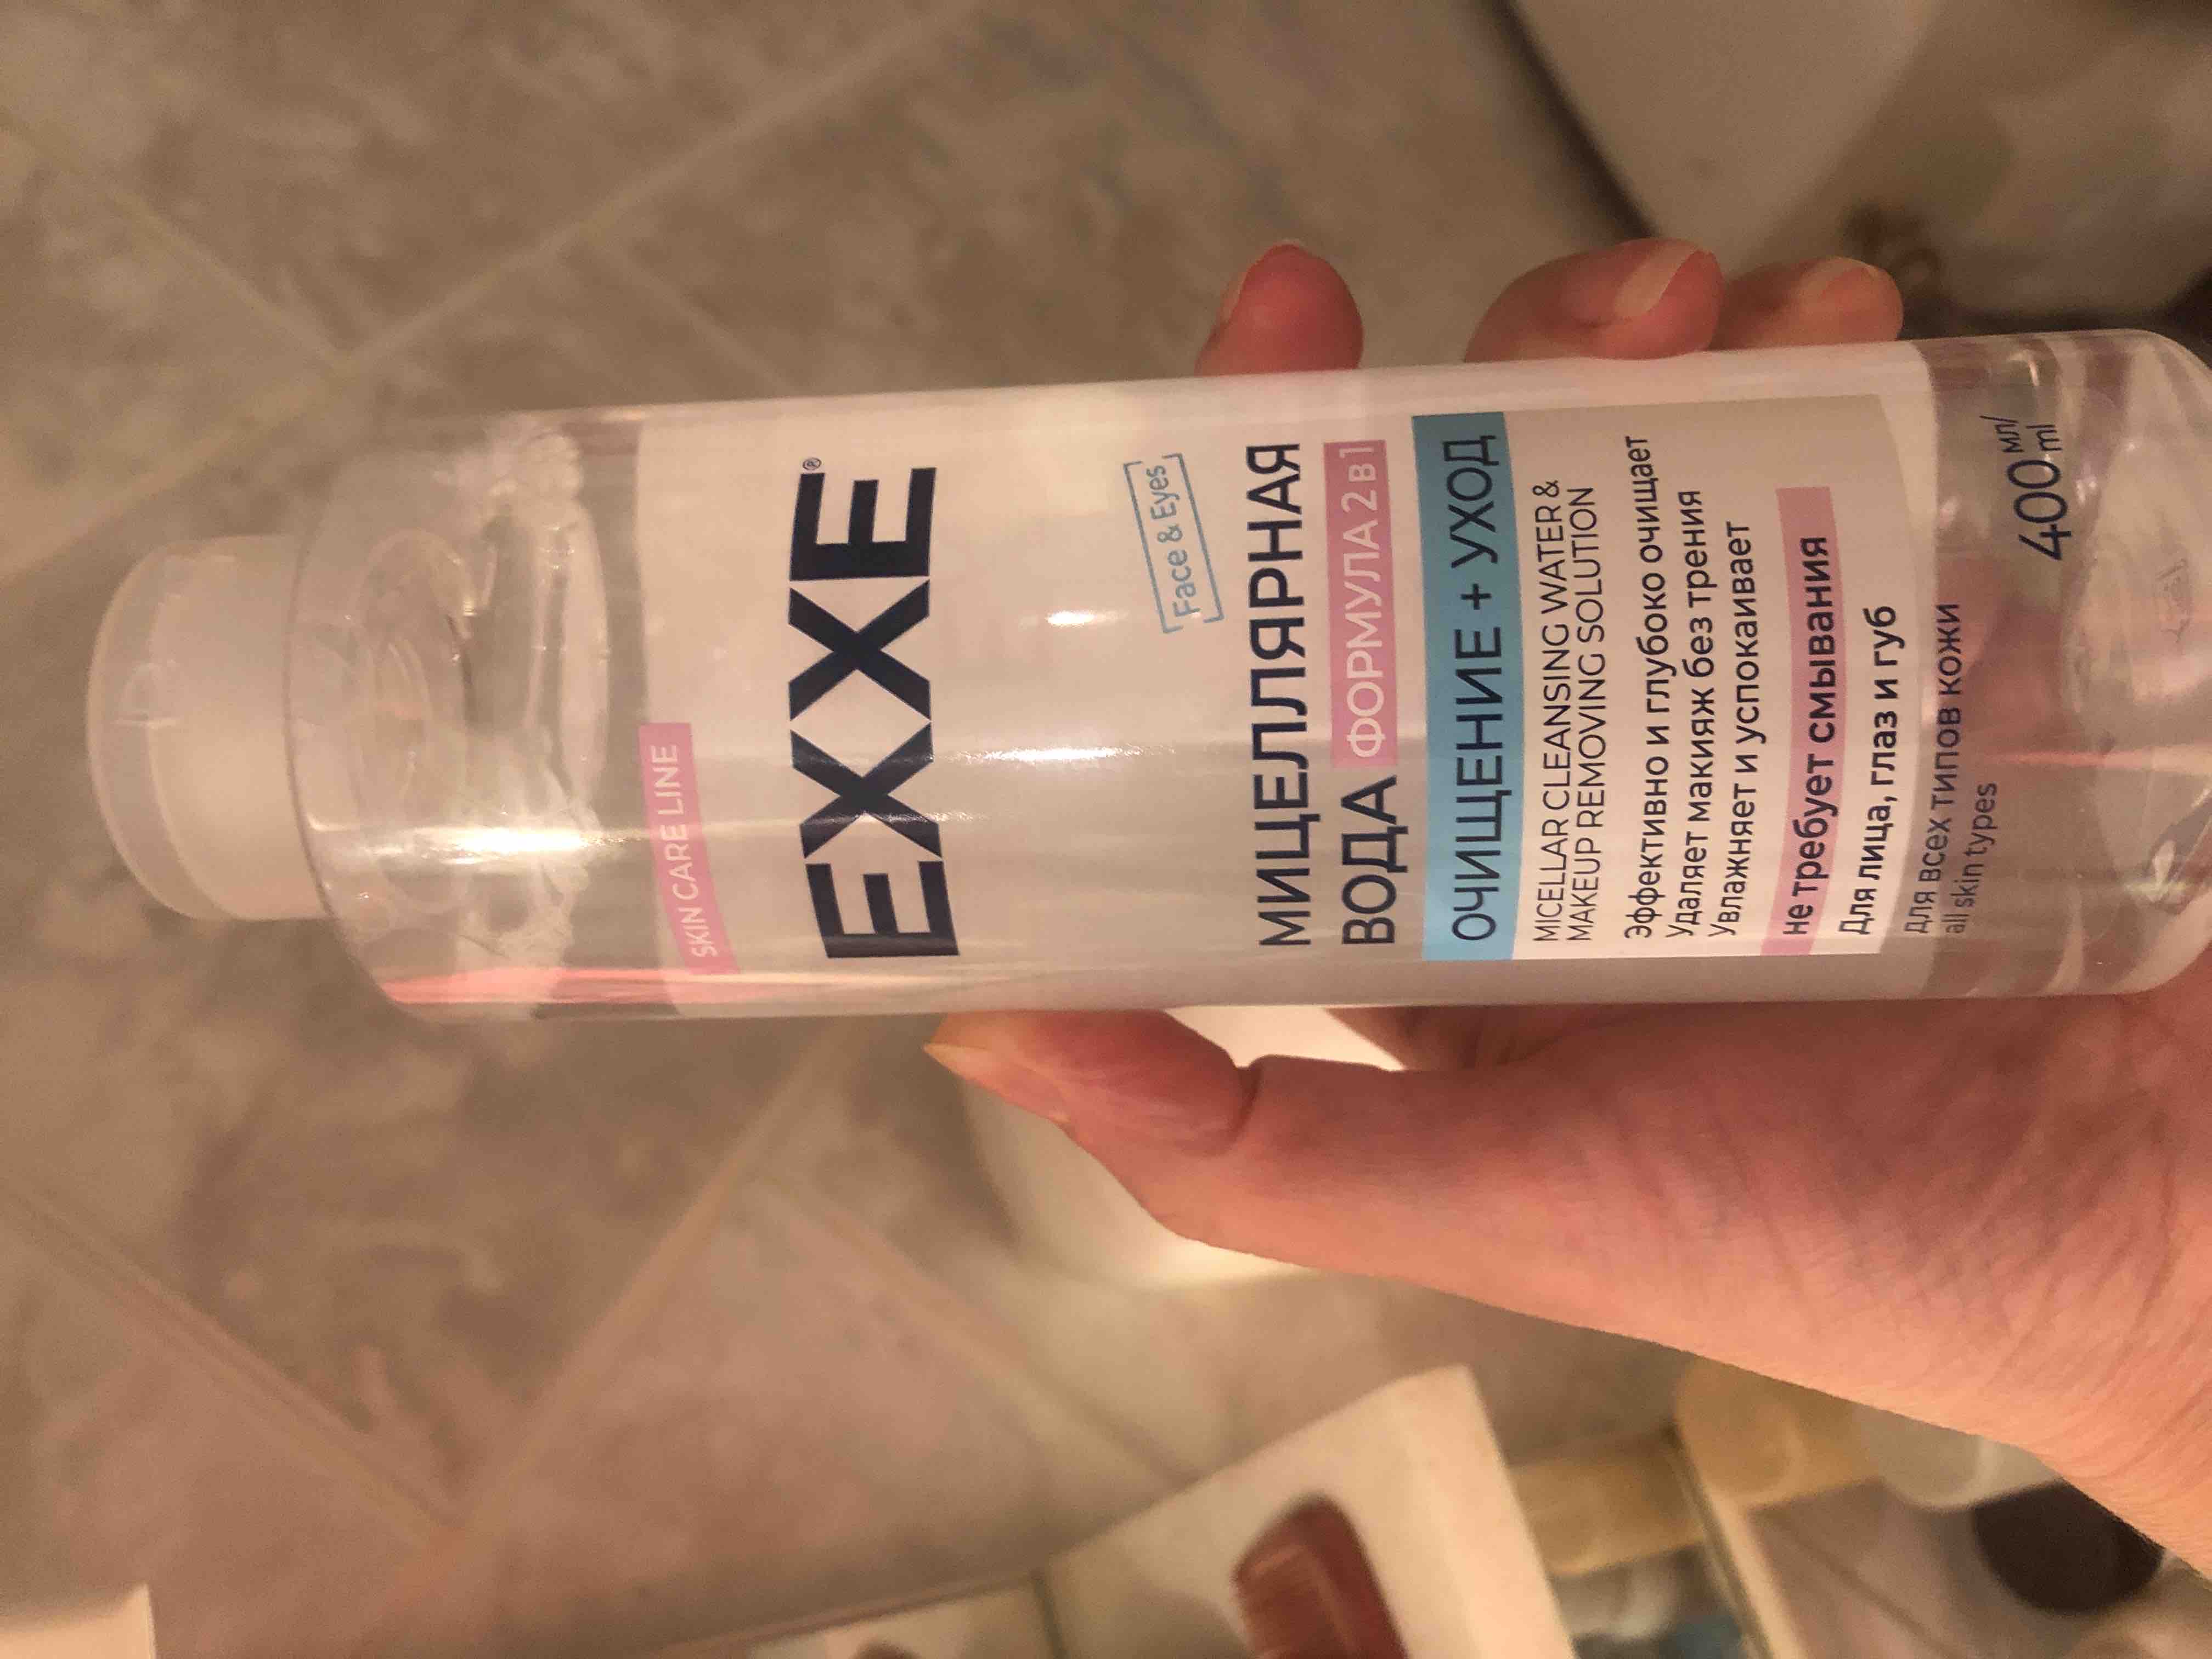 SKIN CARE LINE
EXXE®
Face & Eyes
МИЦЕЛЛЯРНАЯ
ВОДА ФОРМУЛА 2 в 1
ОЧИЩЕНИЕ + УХОД
MICELLAR CLEANSING WATER &
MAKEUP REMOVING SOLUTION
Эффективно и глубоко очищает
Удаляет макияж без трения
Увлажняет и успокаивает
не требует смывания
Для лица, глаз и губ
Для всех типов кожи
all skin types
400 мл/
ml